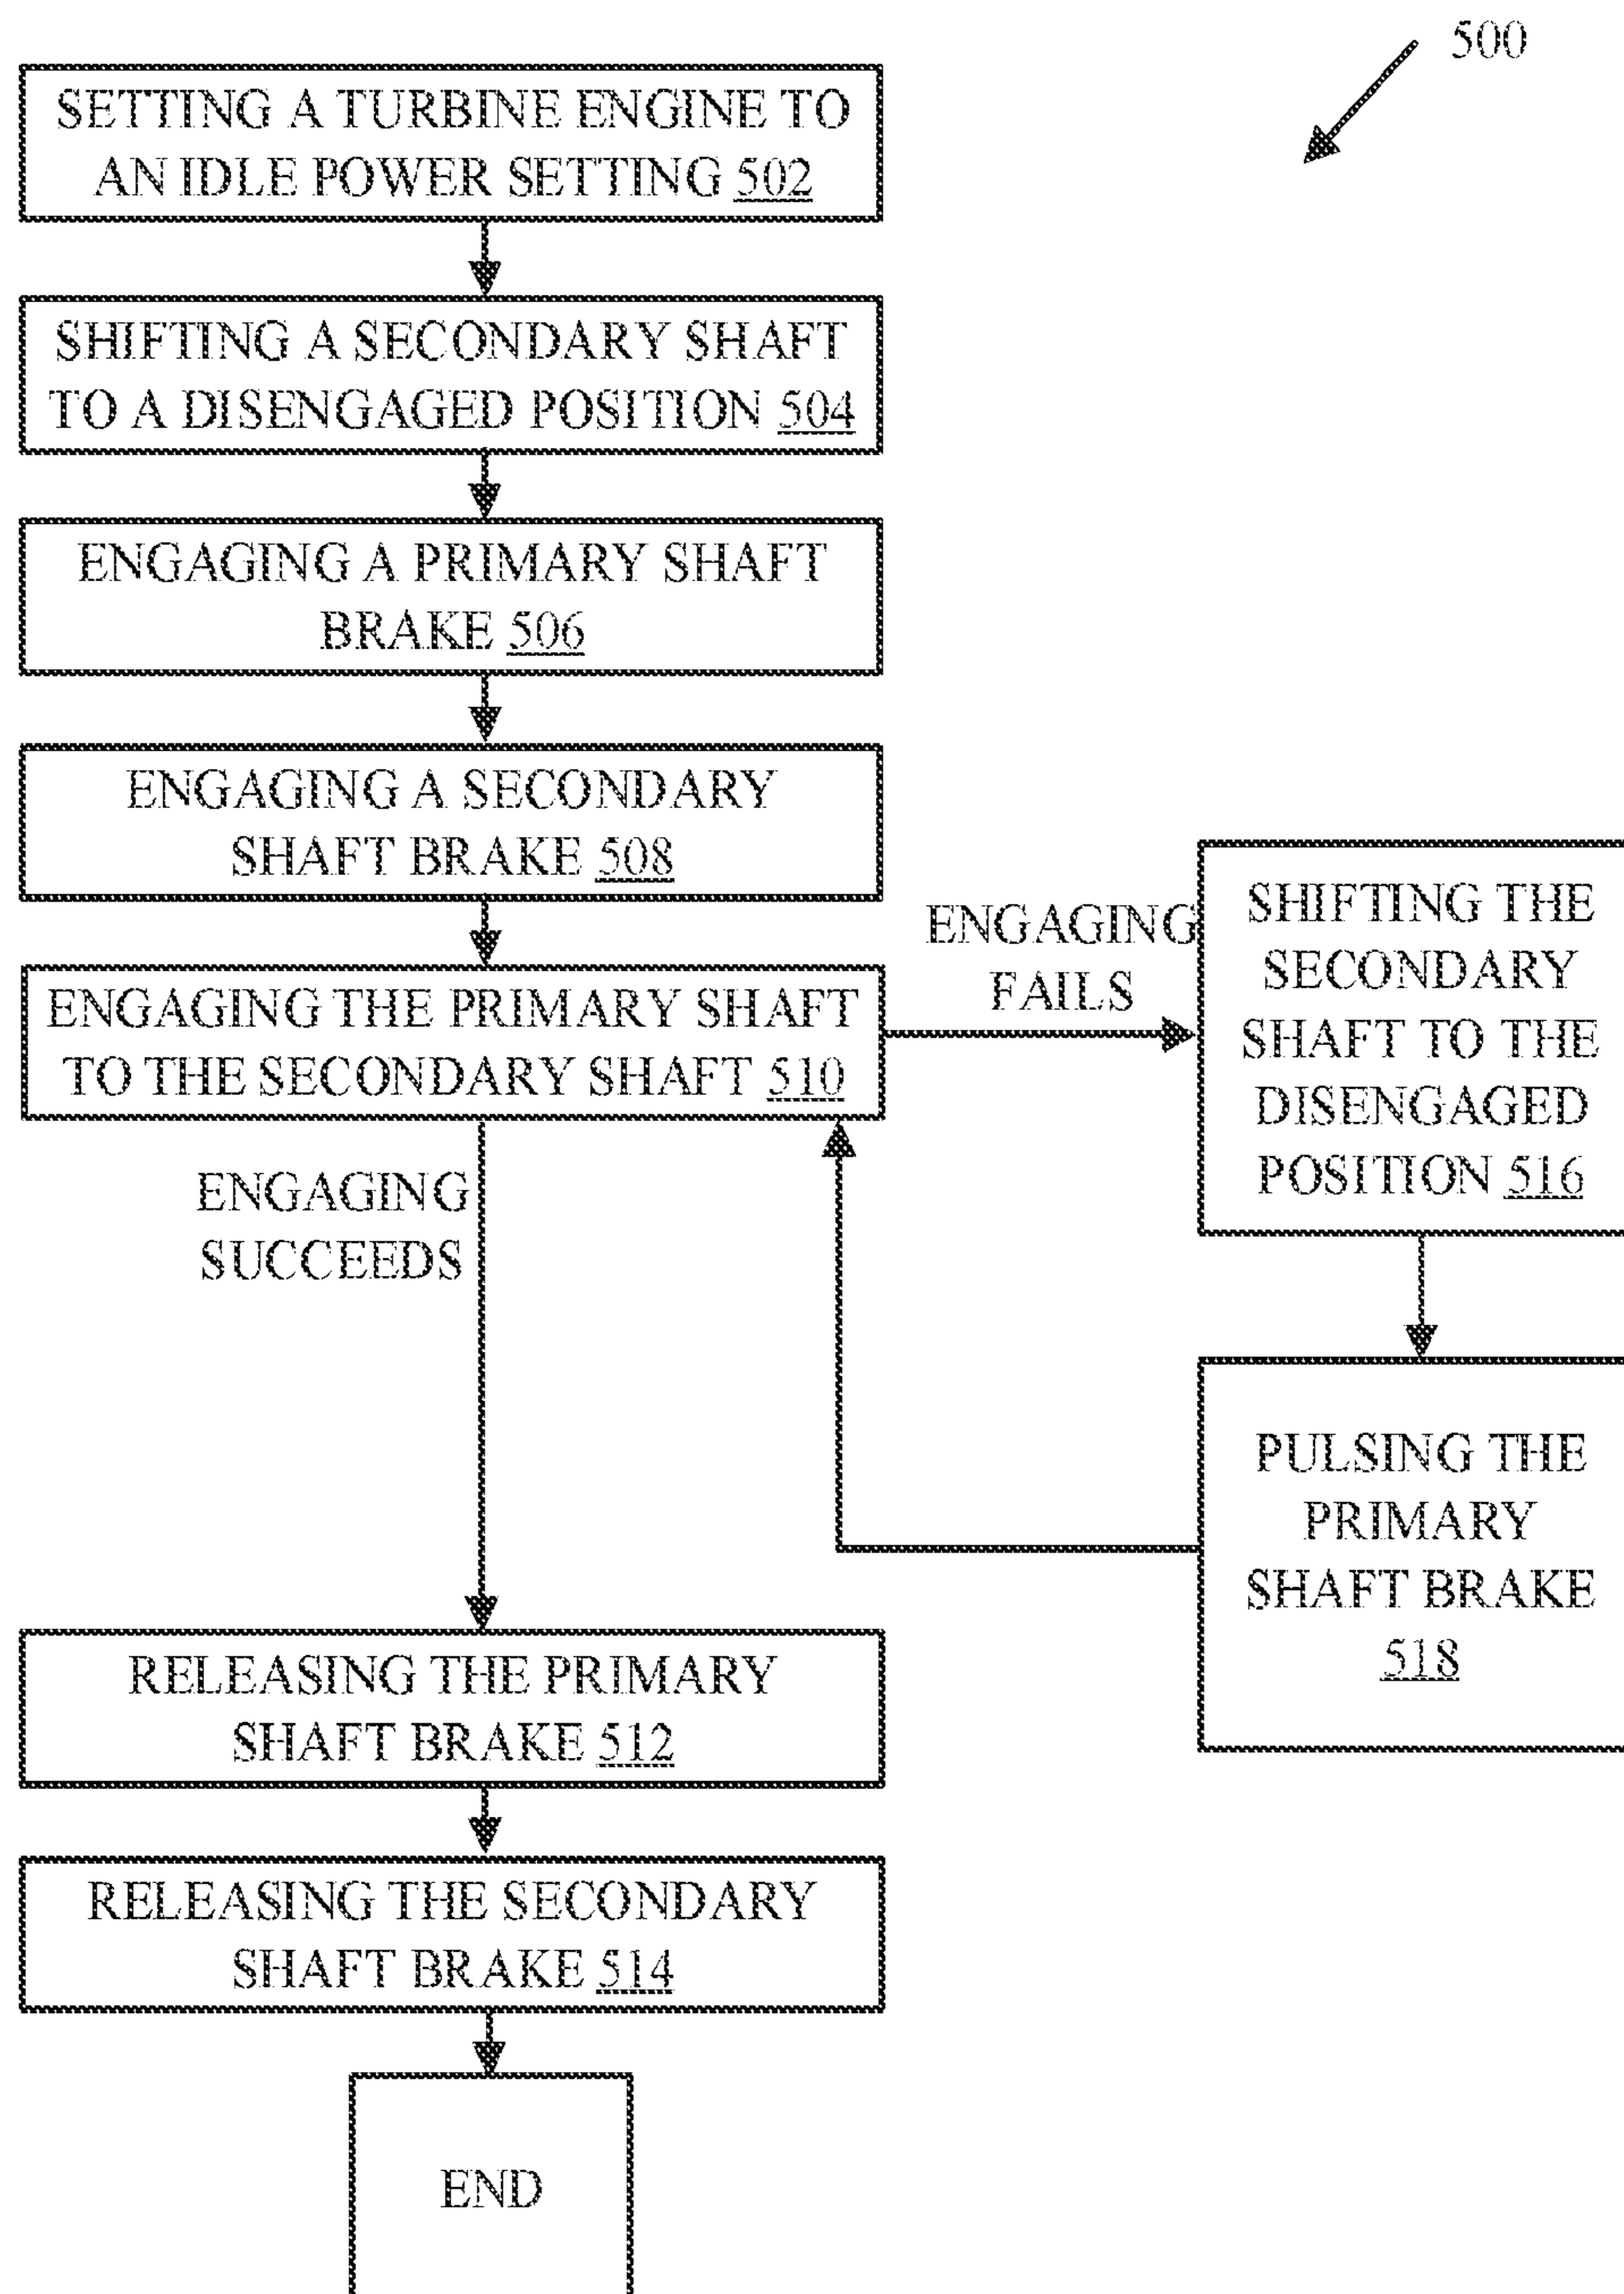 500
SETTING A TURBINE ENGINE TO
AN IDLE POWER SETTING 502
SHIFTING A SECONDARY SHAFT
TO A DISENGAGED POSITION 504
ENGAGING A PRIMARY SHAFT
BRAKE 506
ENGAGING A SECONDARY
SHAFT BRAKE 508
ENGAGING THE PRIMARY SHAFT
TO THE SECONDARY SHAFT 510
ENGAGING
FAILS
SHIFTING THE
SECONDARY
SHAFT TO THE
DISENGAGED
POSITION 516
ENGAGING
SUCCEEDS
PULSING THE
PRIMARY
SHAFT BRAKE
518
RELEASING THE PRIMARY
SHAFT BRAKE 512
RELEASING THE SECONDARY
SHAFT BRAKE 514
END